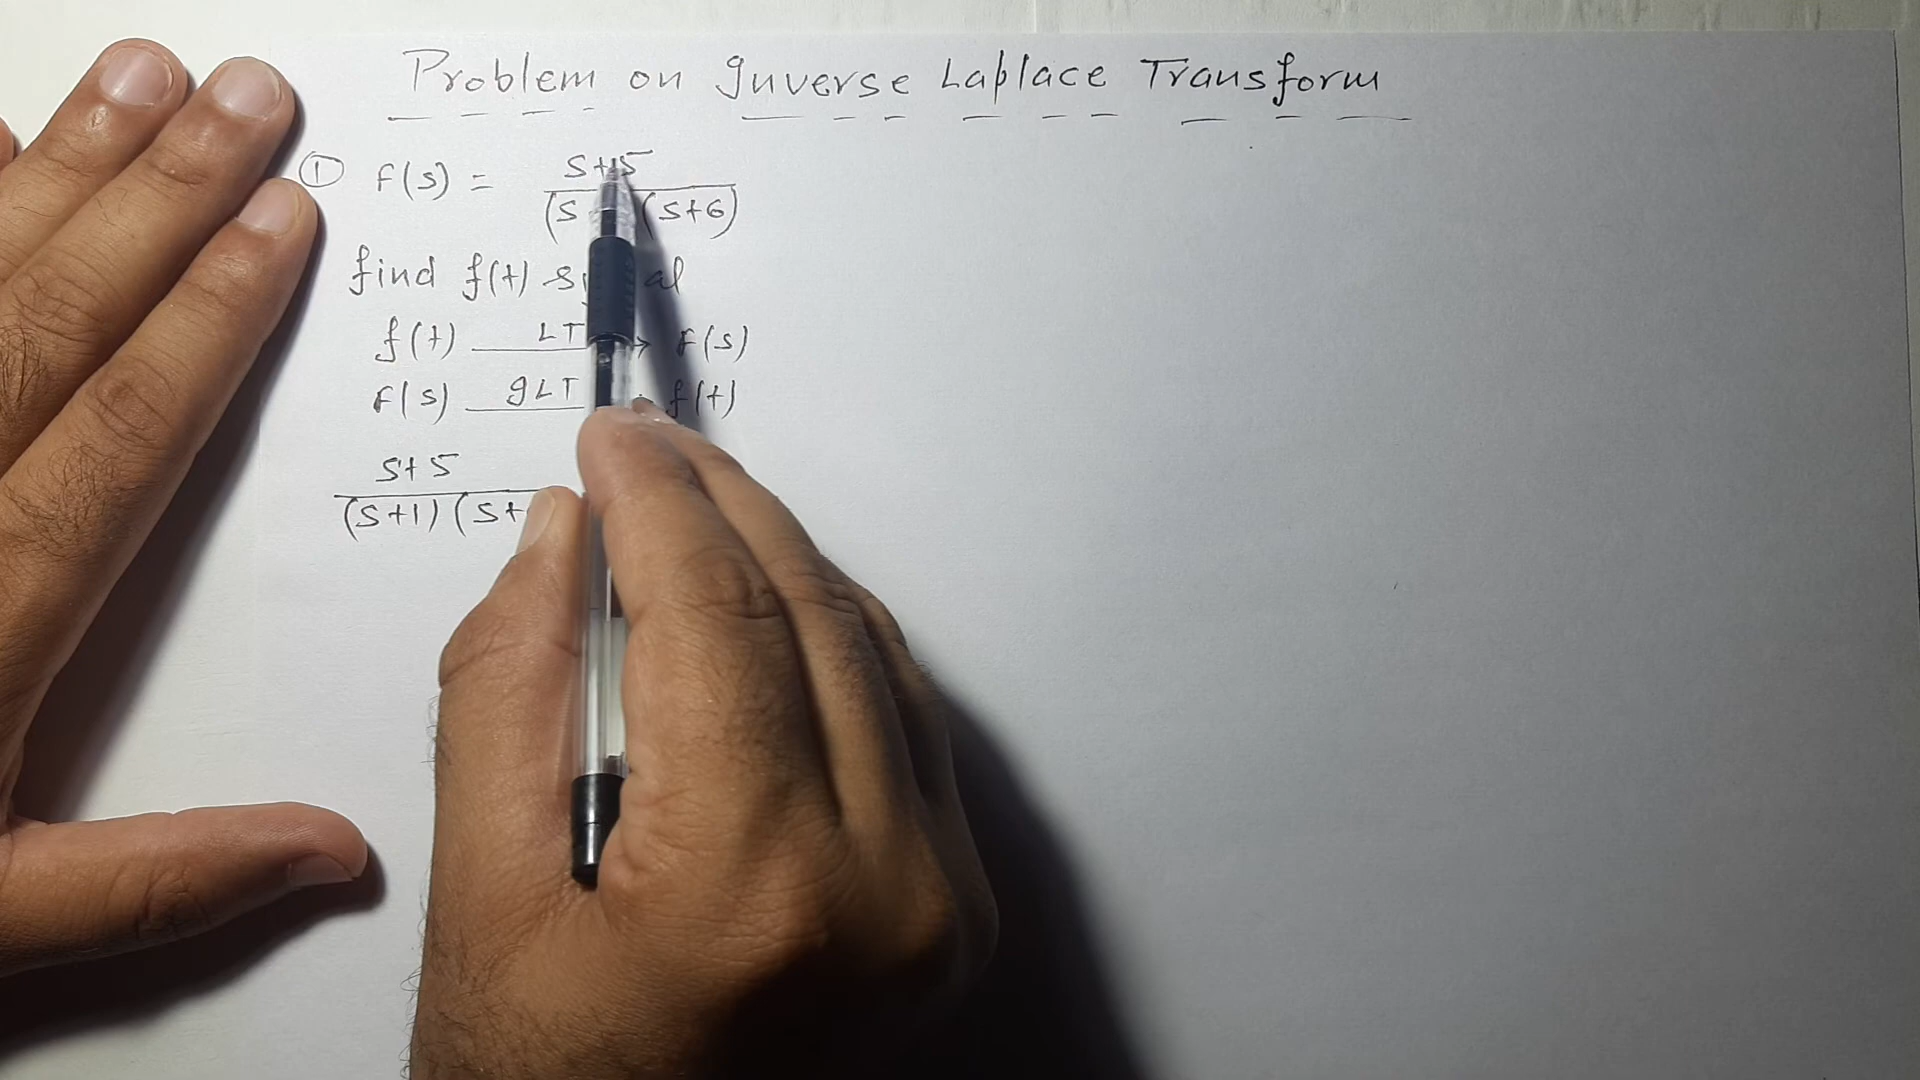 Problem on Inverse Laplace Transform
① F(s) = s+5
(s (s+6)
find f(t)
f(t) LT → F(s)
F(s) ILT f(t)
s+5
(s+1) (s+